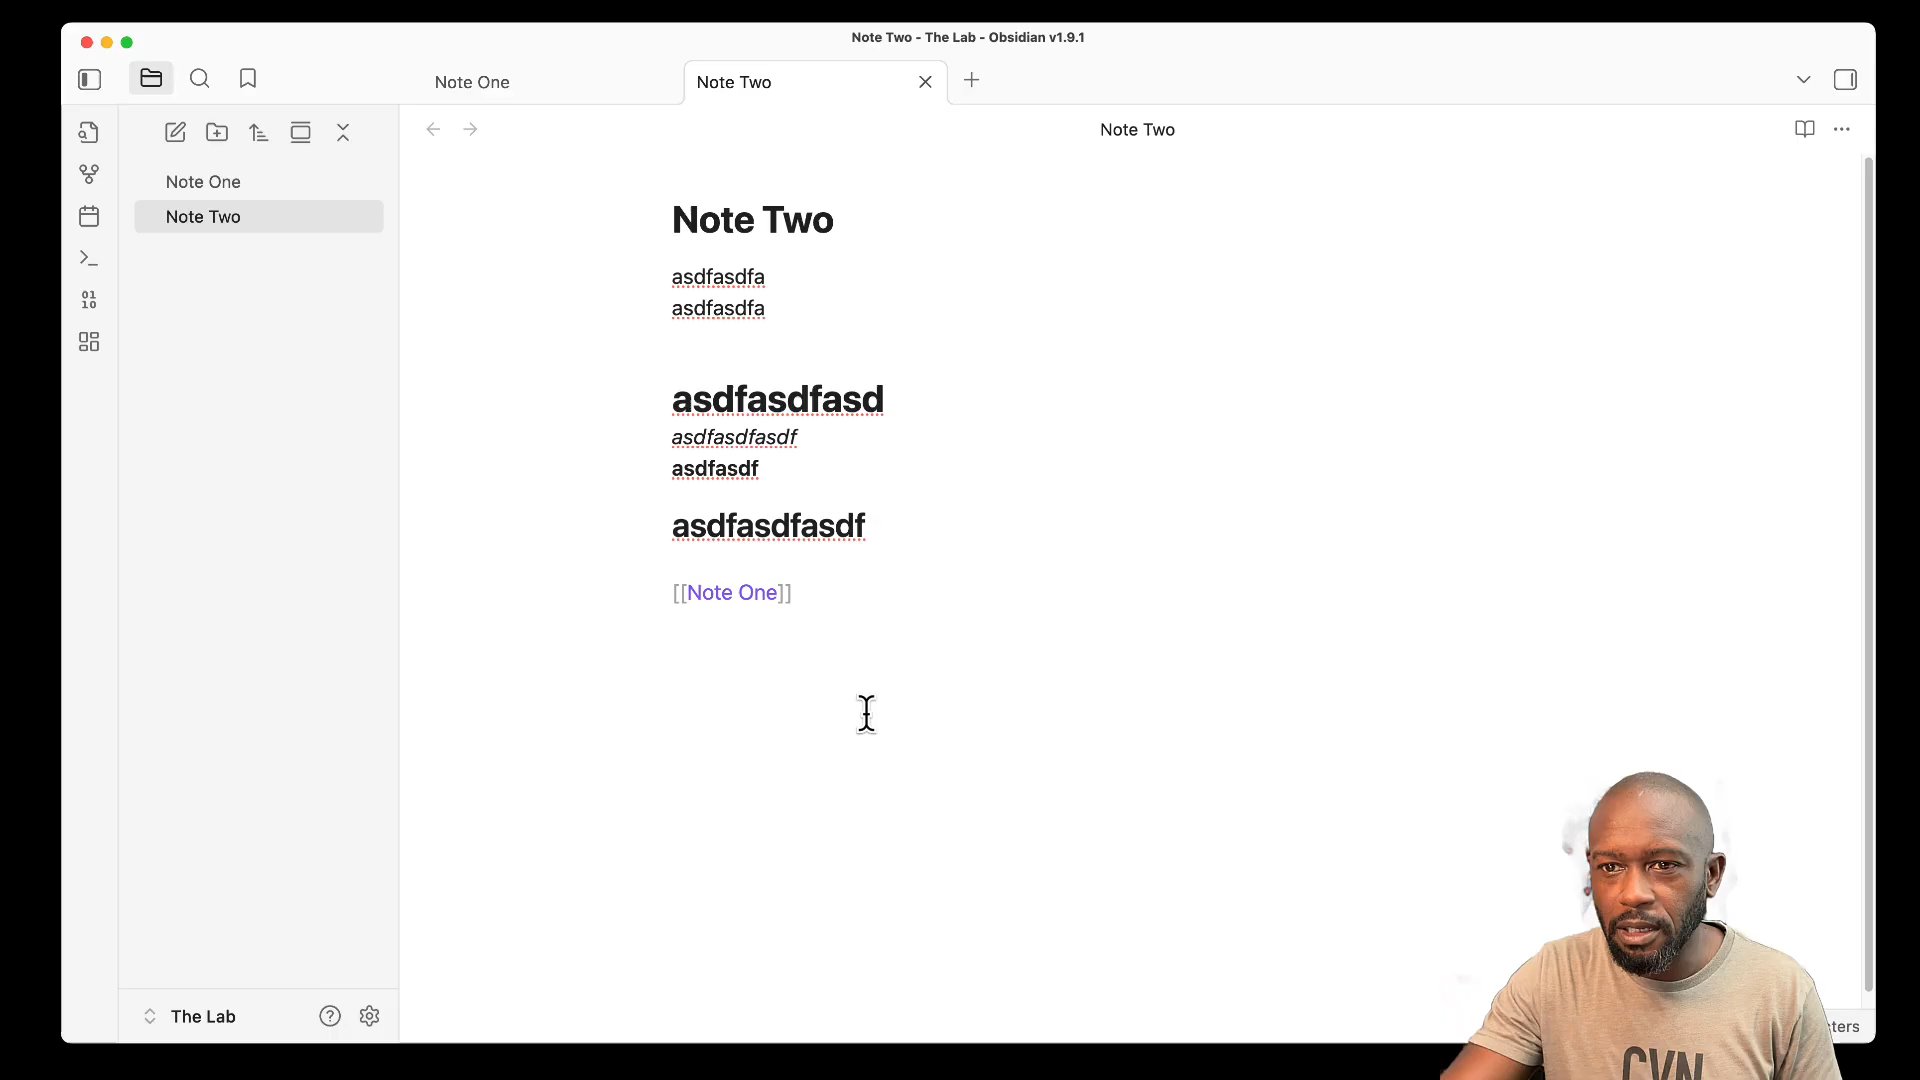 Note Two - The Lab - Obsidian v1.9.1
Note One
Note Two
Note Two
Note One
Note Two
Note Two
asdfasdfa
asdfasdfa
asdfasdfasd
asdfasdfasdf
asdfasdf
asdfasdfasdf
[[Note One]]
The Lab
CVN